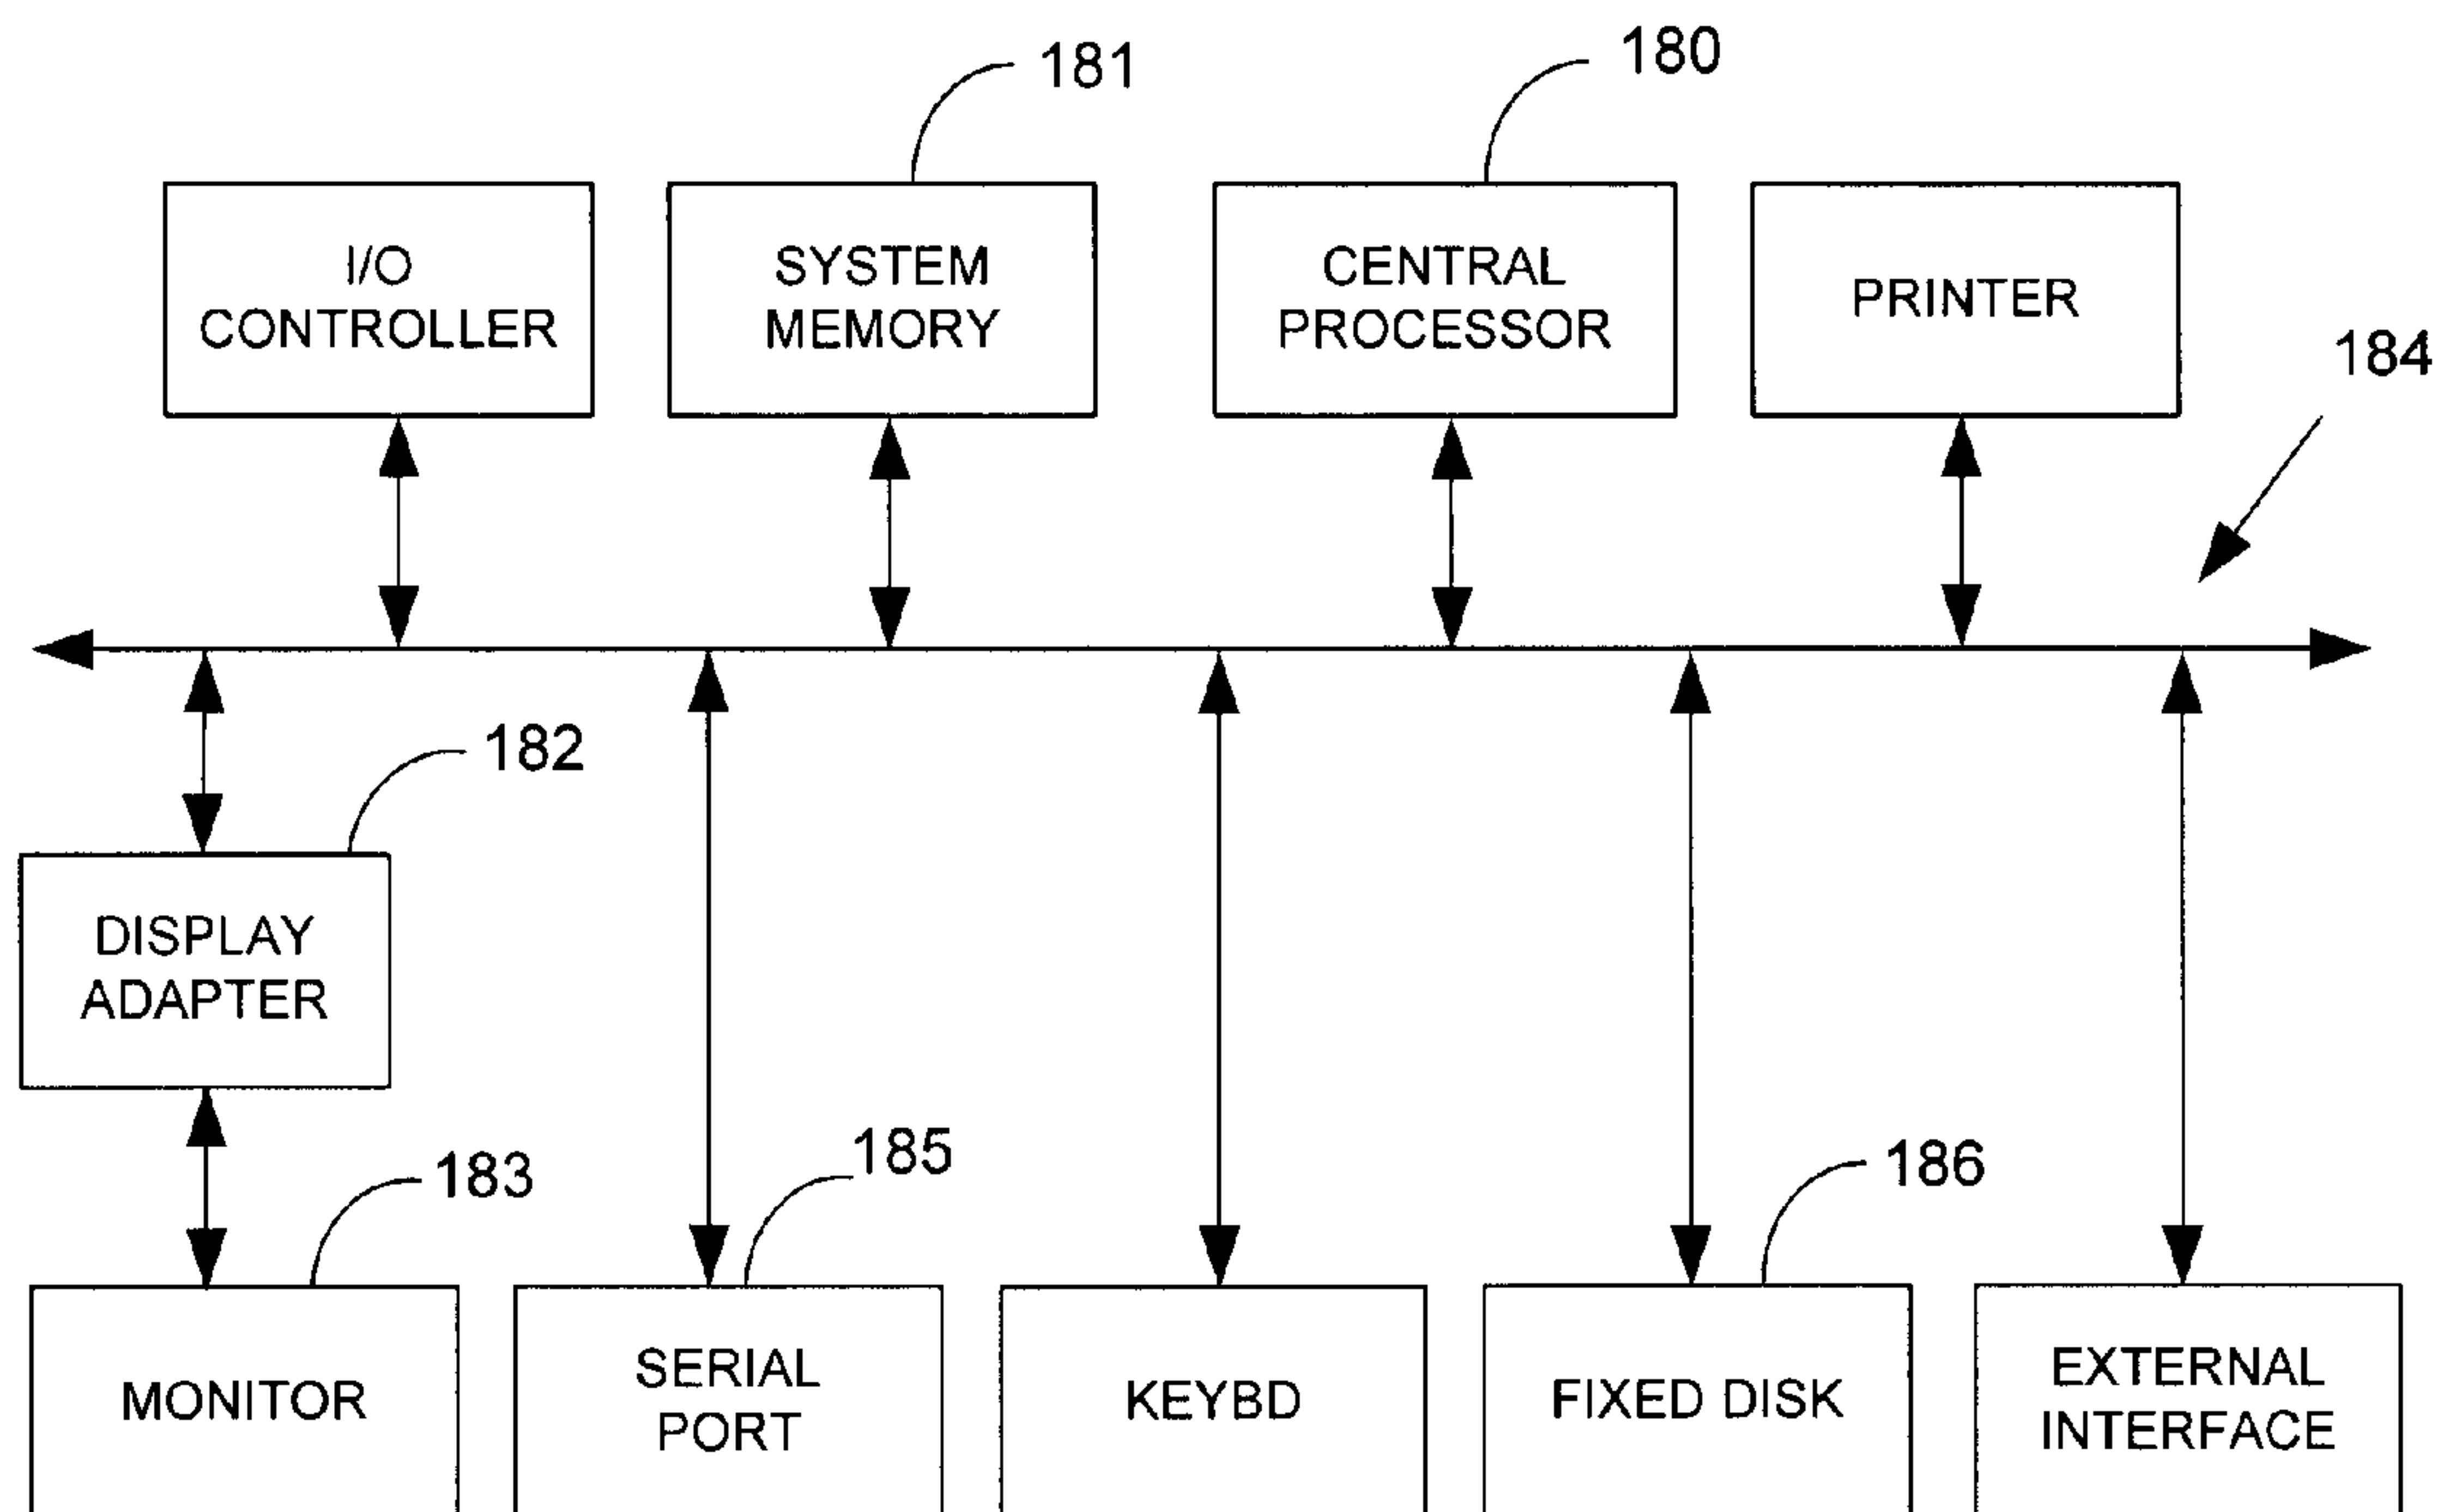 181
180
I/O
CONTROLLER
SYSTEM
MEMORY
CENTRAL
PROCESSOR
PRINTER
184
182
DISPLAY
ADAPTER
183
185
186
MONITOR
SERIAL
PORT
KEYBD
FIXED DISK
EXTERNAL
INTERFACE